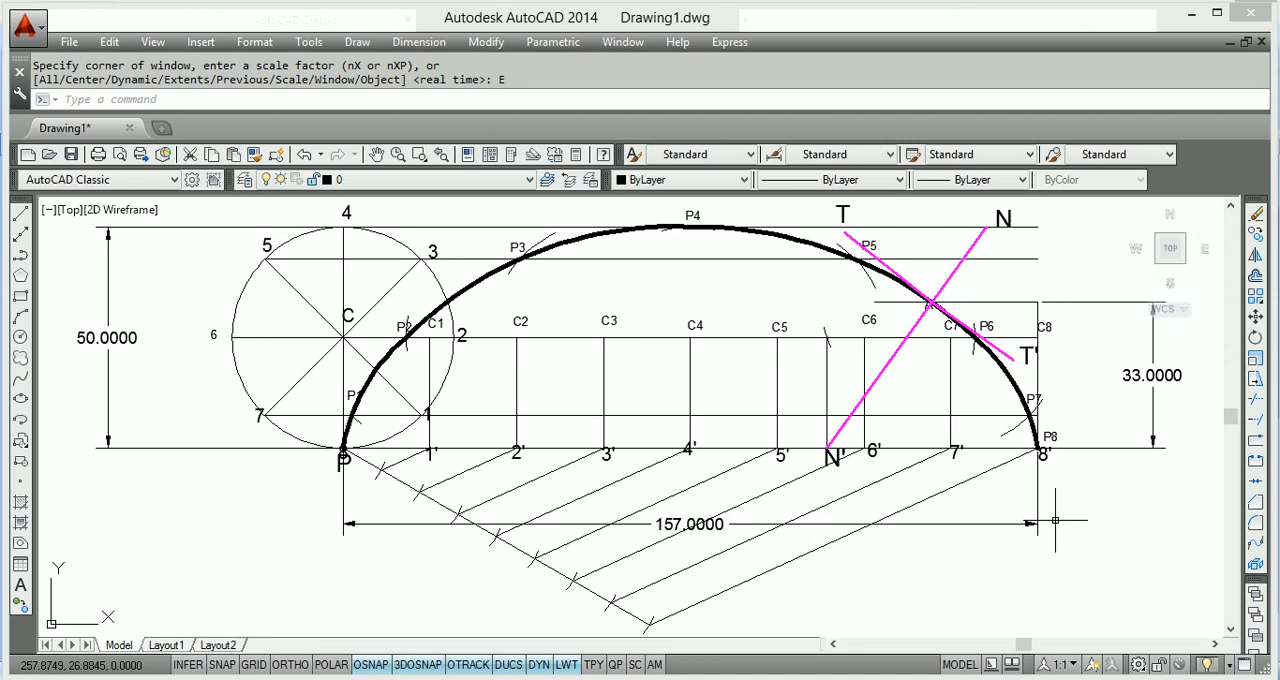 Autodesk AutoCAD 2014 Drawing1.dwg
File Edit View Insert Format Tools Draw Dimension Modify Parametric Window Help Express
Specify corner of window, enter a scale factor (nX or nXP), or
[All/Center/Dynamic/Extents/Previous/Scale/Window/Object] <real time>: E
Type a command
Drawing1*
Standard Standard Standard Standard
AutoCAD Classic 0 ByLayer ByLayer ByLayer ByColor
[−][Top][2D Wireframe]
4 P4 T N
N
5 3 P3 P5
W TOP E
S
C
WCS
6 2 P2 C1 C2 C3 C4 C5 C6 C7 P6 C8
50.0000
T'
33.0000
P1 P7
7 1
P8
P 1' 2' 3' 4' 5' N' 6' 7' 8'
157.0000
Y
X
Model Layout1 Layout2
257.8749, 26.8845, 0.0000 INFER SNAP GRID ORTHO POLAR OSNAP 3DOSNAP OTRACK DUCS DYN LWT TPY QP SC AM MODEL 1:1